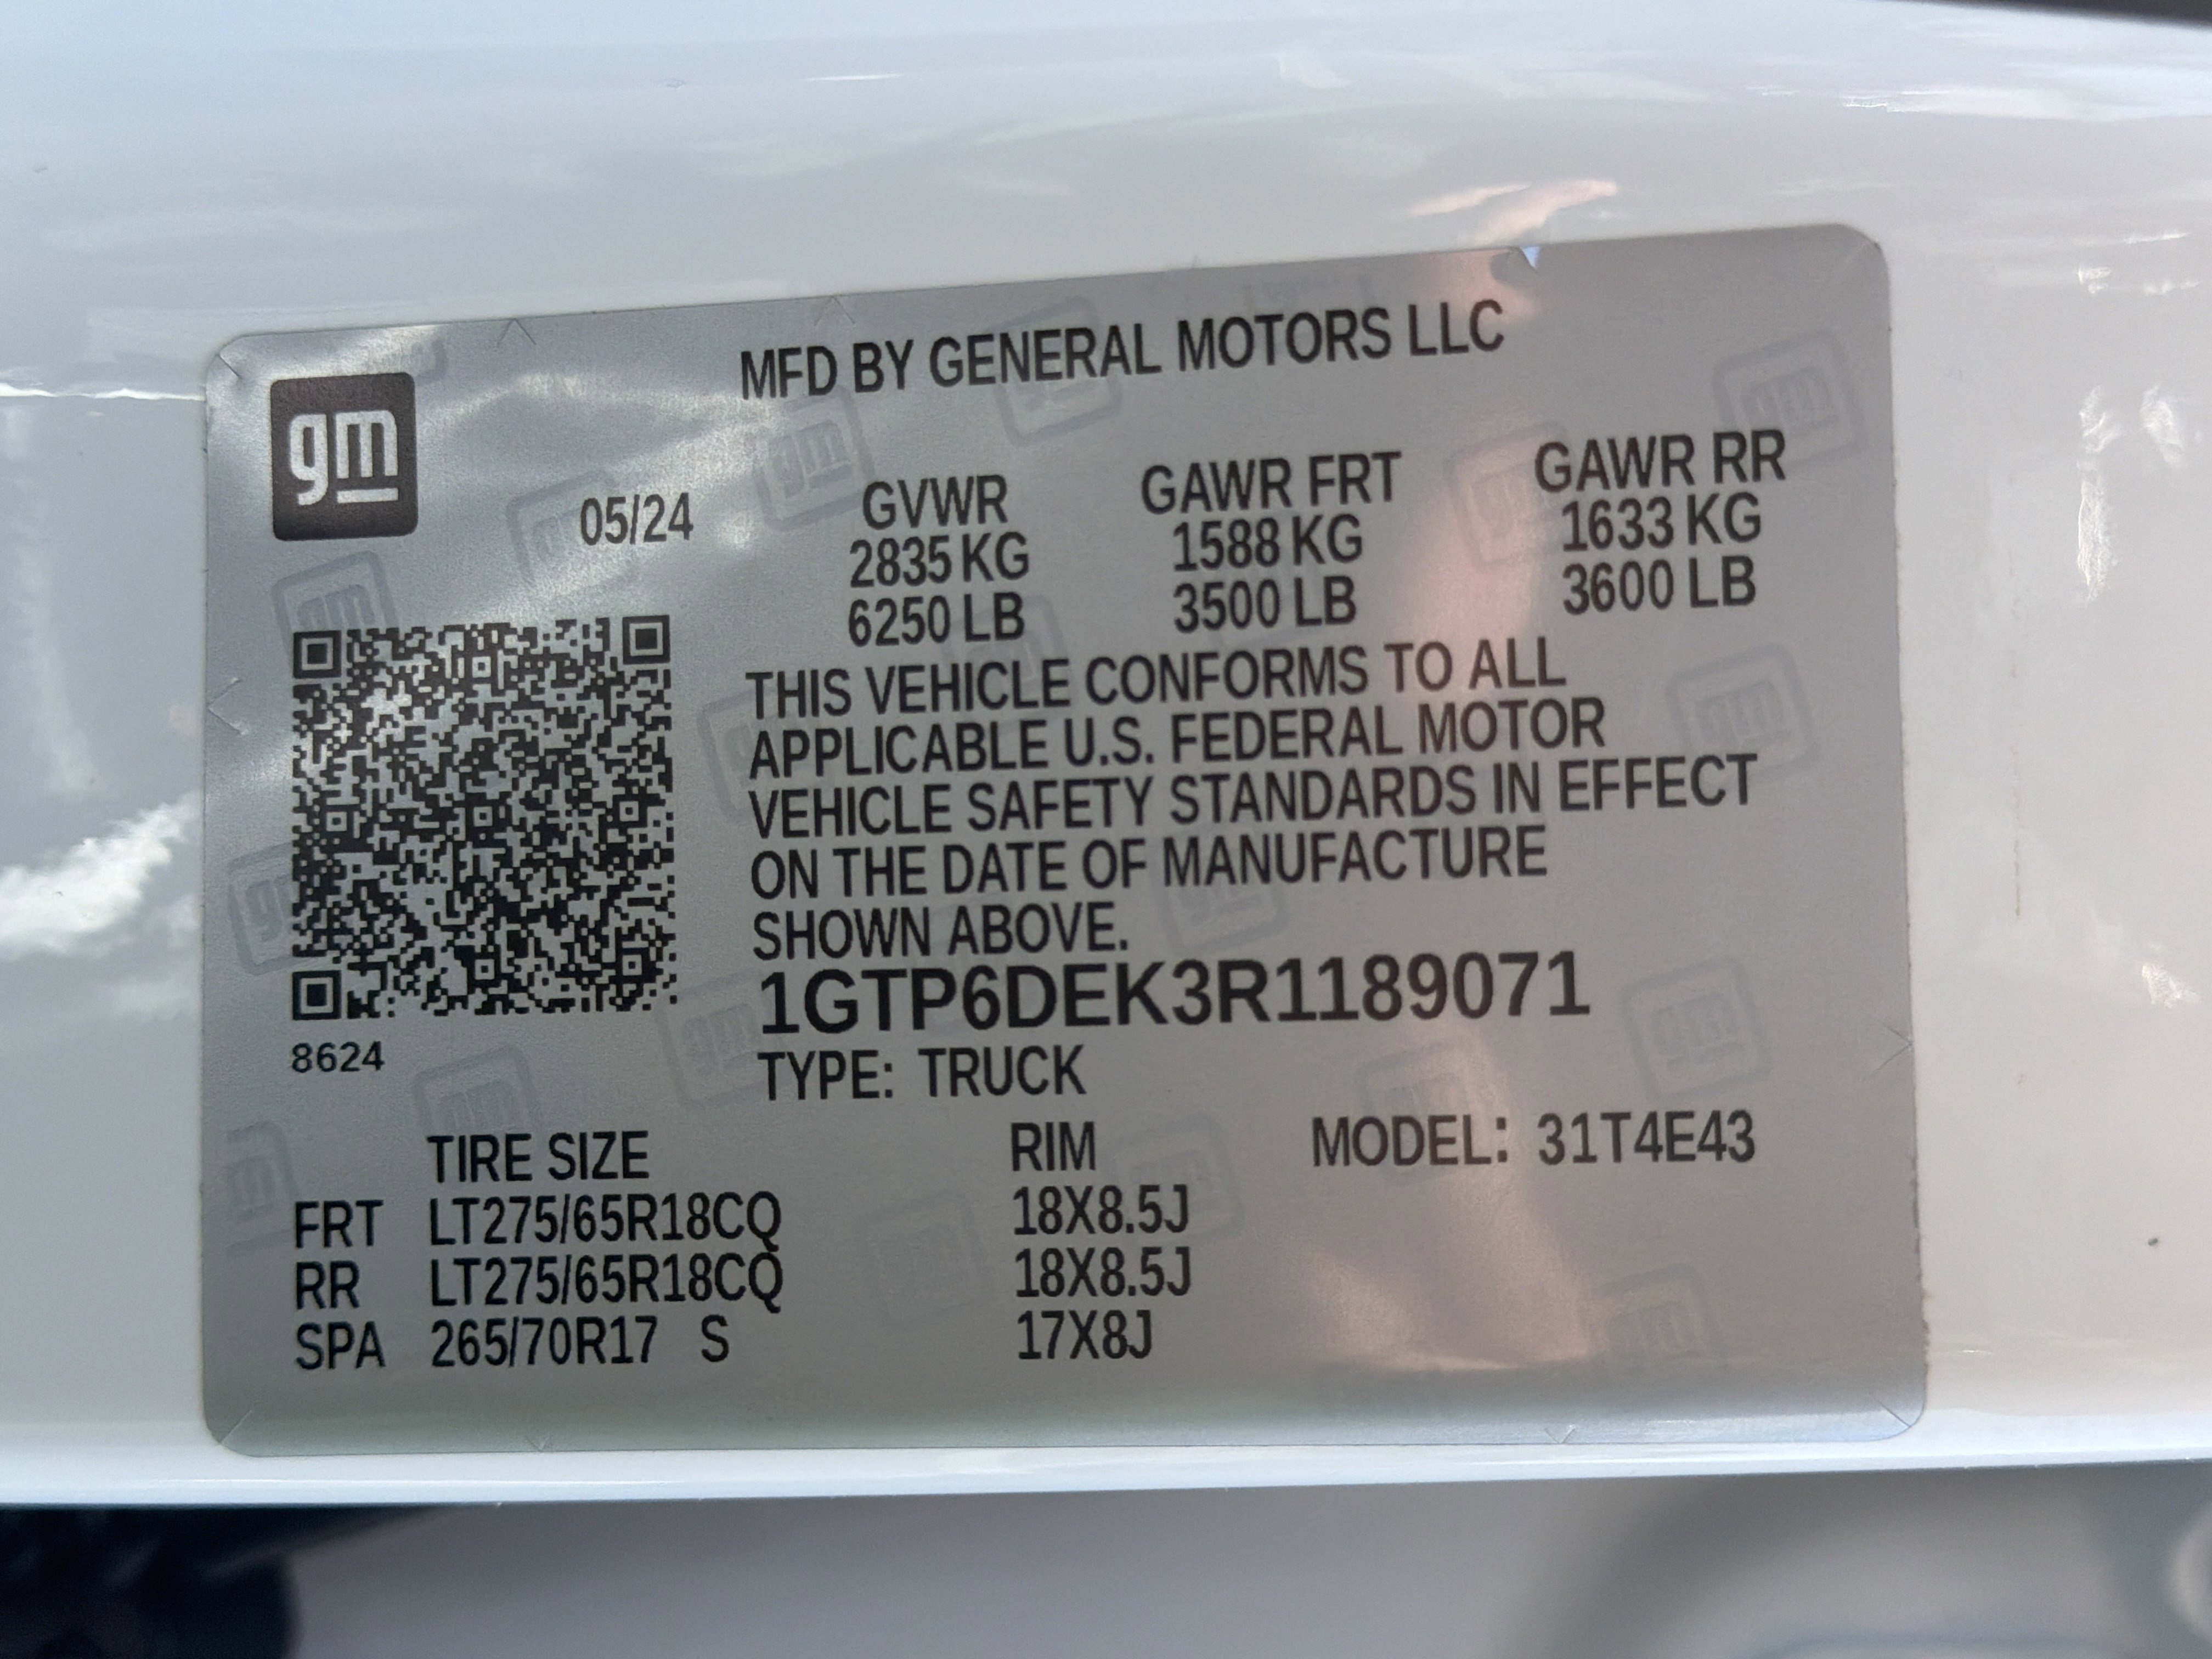 MFD BY GENERAL MOTORS LLC
gm
05/24
GVWR GAWR FRT GAWR RR
2835 KG 1588 KG 1633 KG
6250 LB 3500 LB 3600 LB
THIS VEHICLE CONFORMS TO ALL
APPLICABLE U.S. FEDERAL MOTOR
VEHICLE SAFETY STANDARDS IN EFFECT
ON THE DATE OF MANUFACTURE
SHOWN ABOVE.
1GTP6DEK3R1189071
8624
TYPE: TRUCK
TIRE SIZE RIM MODEL: 31T4E43
FRT LT275/65R18CQ 18X8.5J
RR LT275/65R18CQ 18X8.5J
SPA 265/70R17 S 17X8J